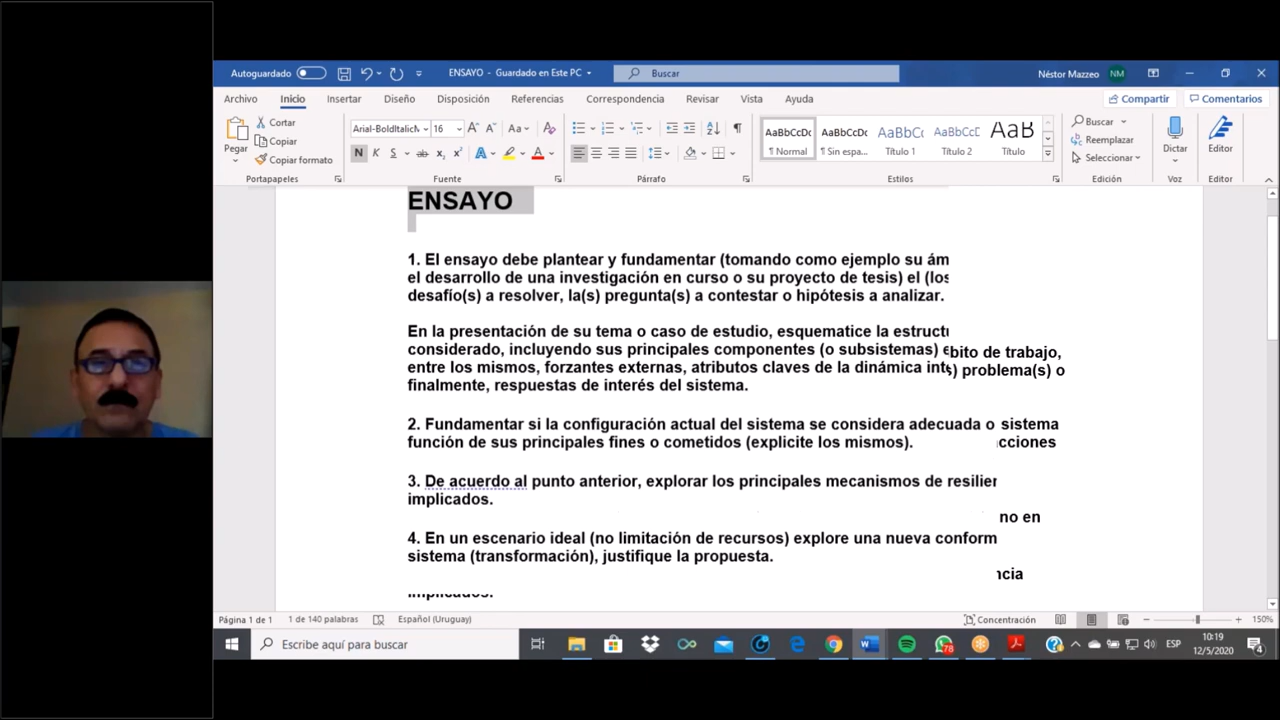 Autoguardado
ENSAYO - Guardado en Este PC
Buscar
Néstor Mazzeo
NM
Archivo
Inicio
Insertar
Diseño
Disposición
Referencias
Correspondencia
Revisar
Vista
Ayuda
Compartir
Comentarios
Pegar
Cortar
Copiar
Copiar formato
Portapapeles
Arial-BoldItalicM
16
Fuente
Párrafo
AaBbCcDc
¶ Normal
AaBbCcDc
¶ Sin espa...
AaBbCc
Título 1
AaBbCcD
Título 2
AaB
Título
Estilos
Buscar
Reemplazar
Seleccionar
Edición
Dictar
Voz
Editor
Editor
ENSAYO
1. El ensayo debe plantear y fundamentar (tomando como ejemplo su ám
el desarrollo de una investigación en curso o su proyecto de tesis) el (los
desafío(s) a resolver, la(s) pregunta(s) a contestar o hipótesis a analizar.
En la presentación de su tema o caso de estudio, esquematice la estructu
considerado, incluyendo sus principales componentes (o subsistemas) e
bito de trabajo,
entre los mismos, forzantes externas, atributos claves de la dinámica int
s) problema(s) o
finalmente, respuestas de interés del sistema.
2. Fundamentar si la configuración actual del sistema se considera adecuada o
sistema
función de sus principales fines o cometidos (explicite los mismos).
cciones
3. De acuerdo al punto anterior, explorar los principales mecanismos de resilien
implicados.
no en
4. En un escenario ideal (no limitación de recursos) explore una nueva conform
sistema (transformación), justifique la propuesta.
ncia
implicados.
Página 1 de 1
1 de 140 palabras
Español (Uruguay)
Concentración
150%
Escribe aquí para buscar
78
ESP
10:19
12/5/2020
4